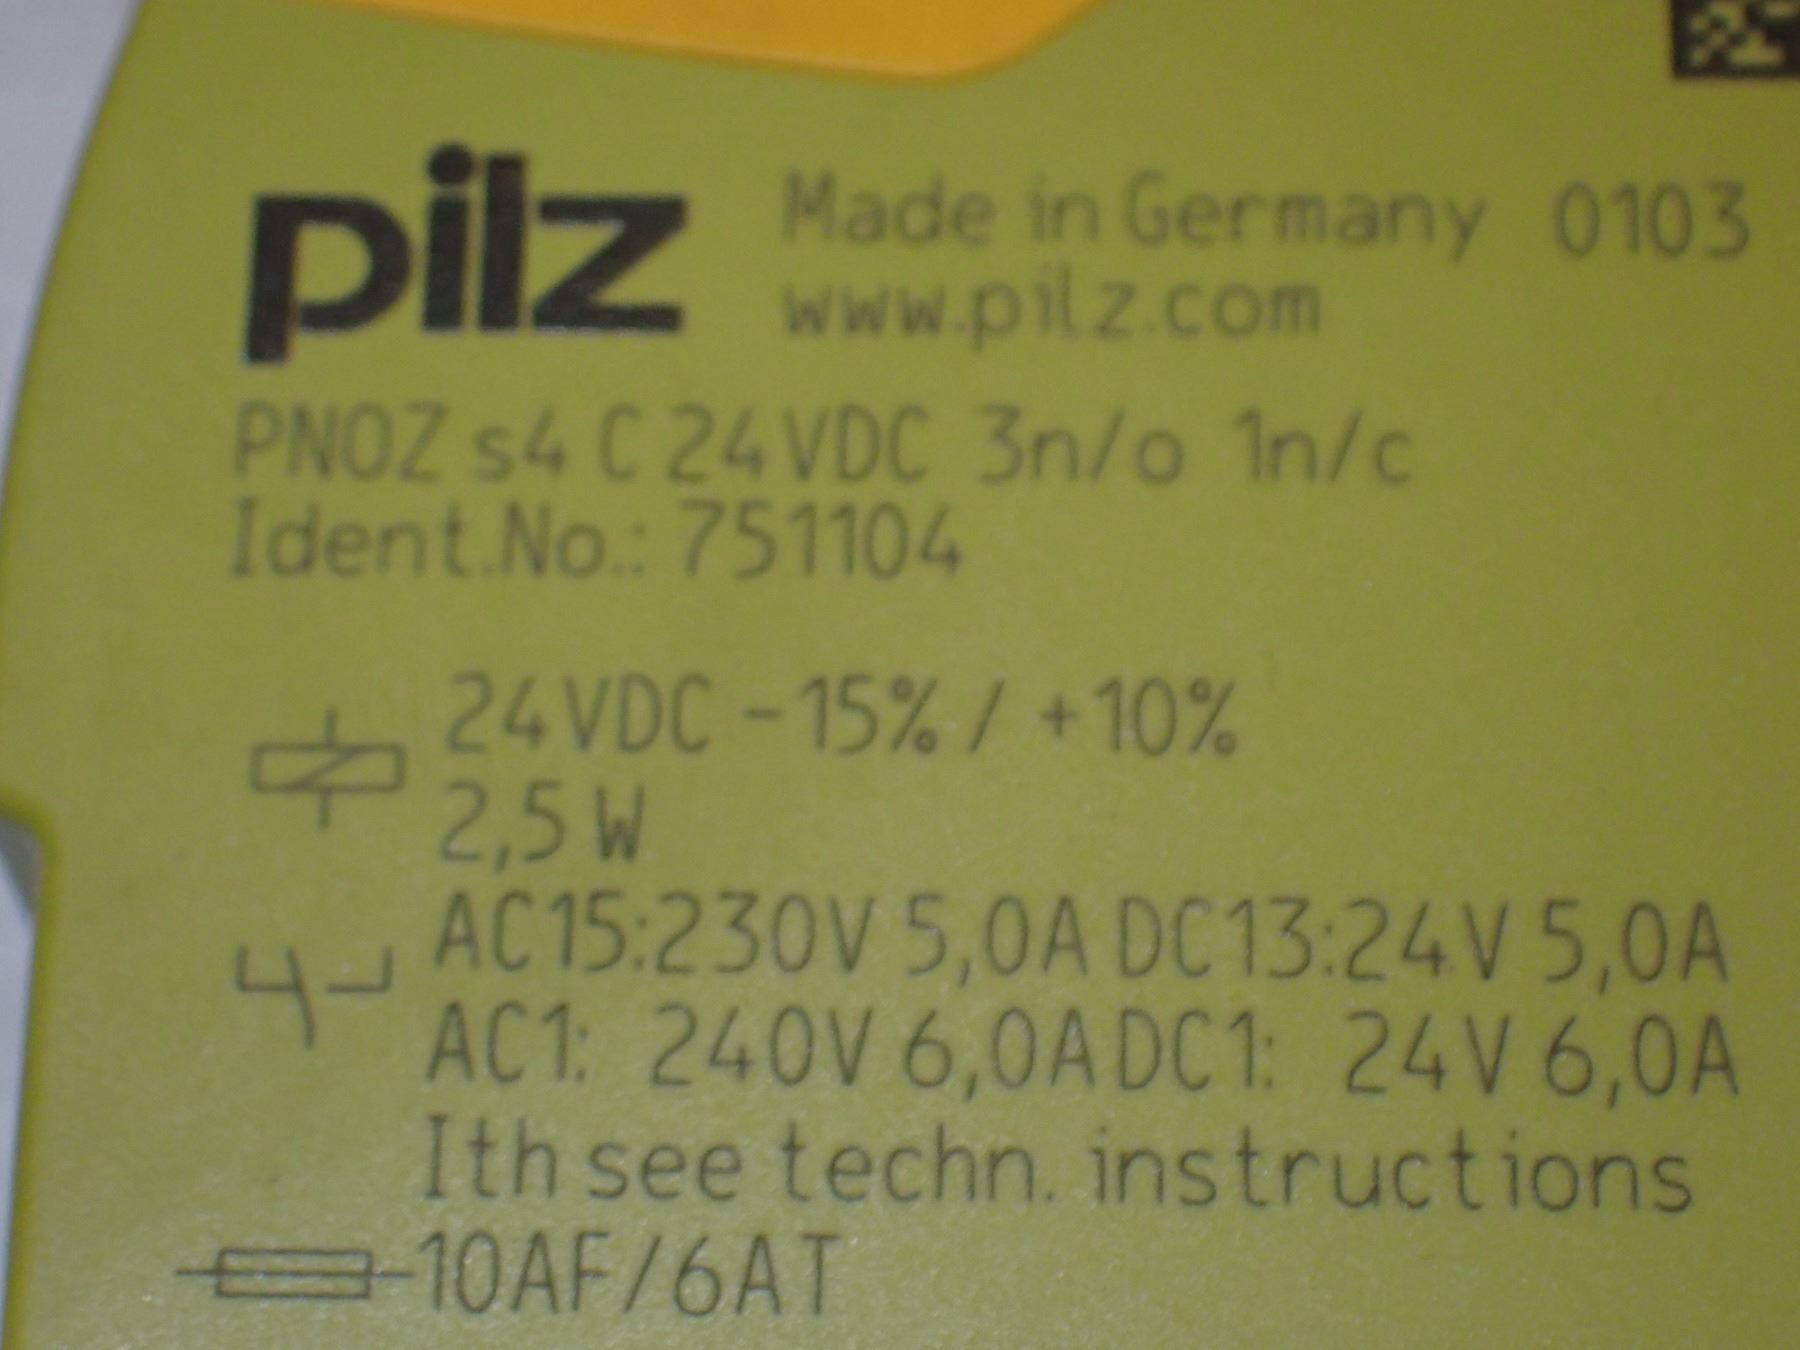 pilz Made in Germany 0103
www.pilz.com
PNOZ s4 C 24VDC 3n/o 1n/c
Ident.No.: 751104
24VDC -15% / +10%
2,5 W
AC15:230V 5,0A DC13:24V 5,0A
AC1: 240V 6,0A DC1: 24V 6,0A
Ith see techn. instructions
10AF/6AT